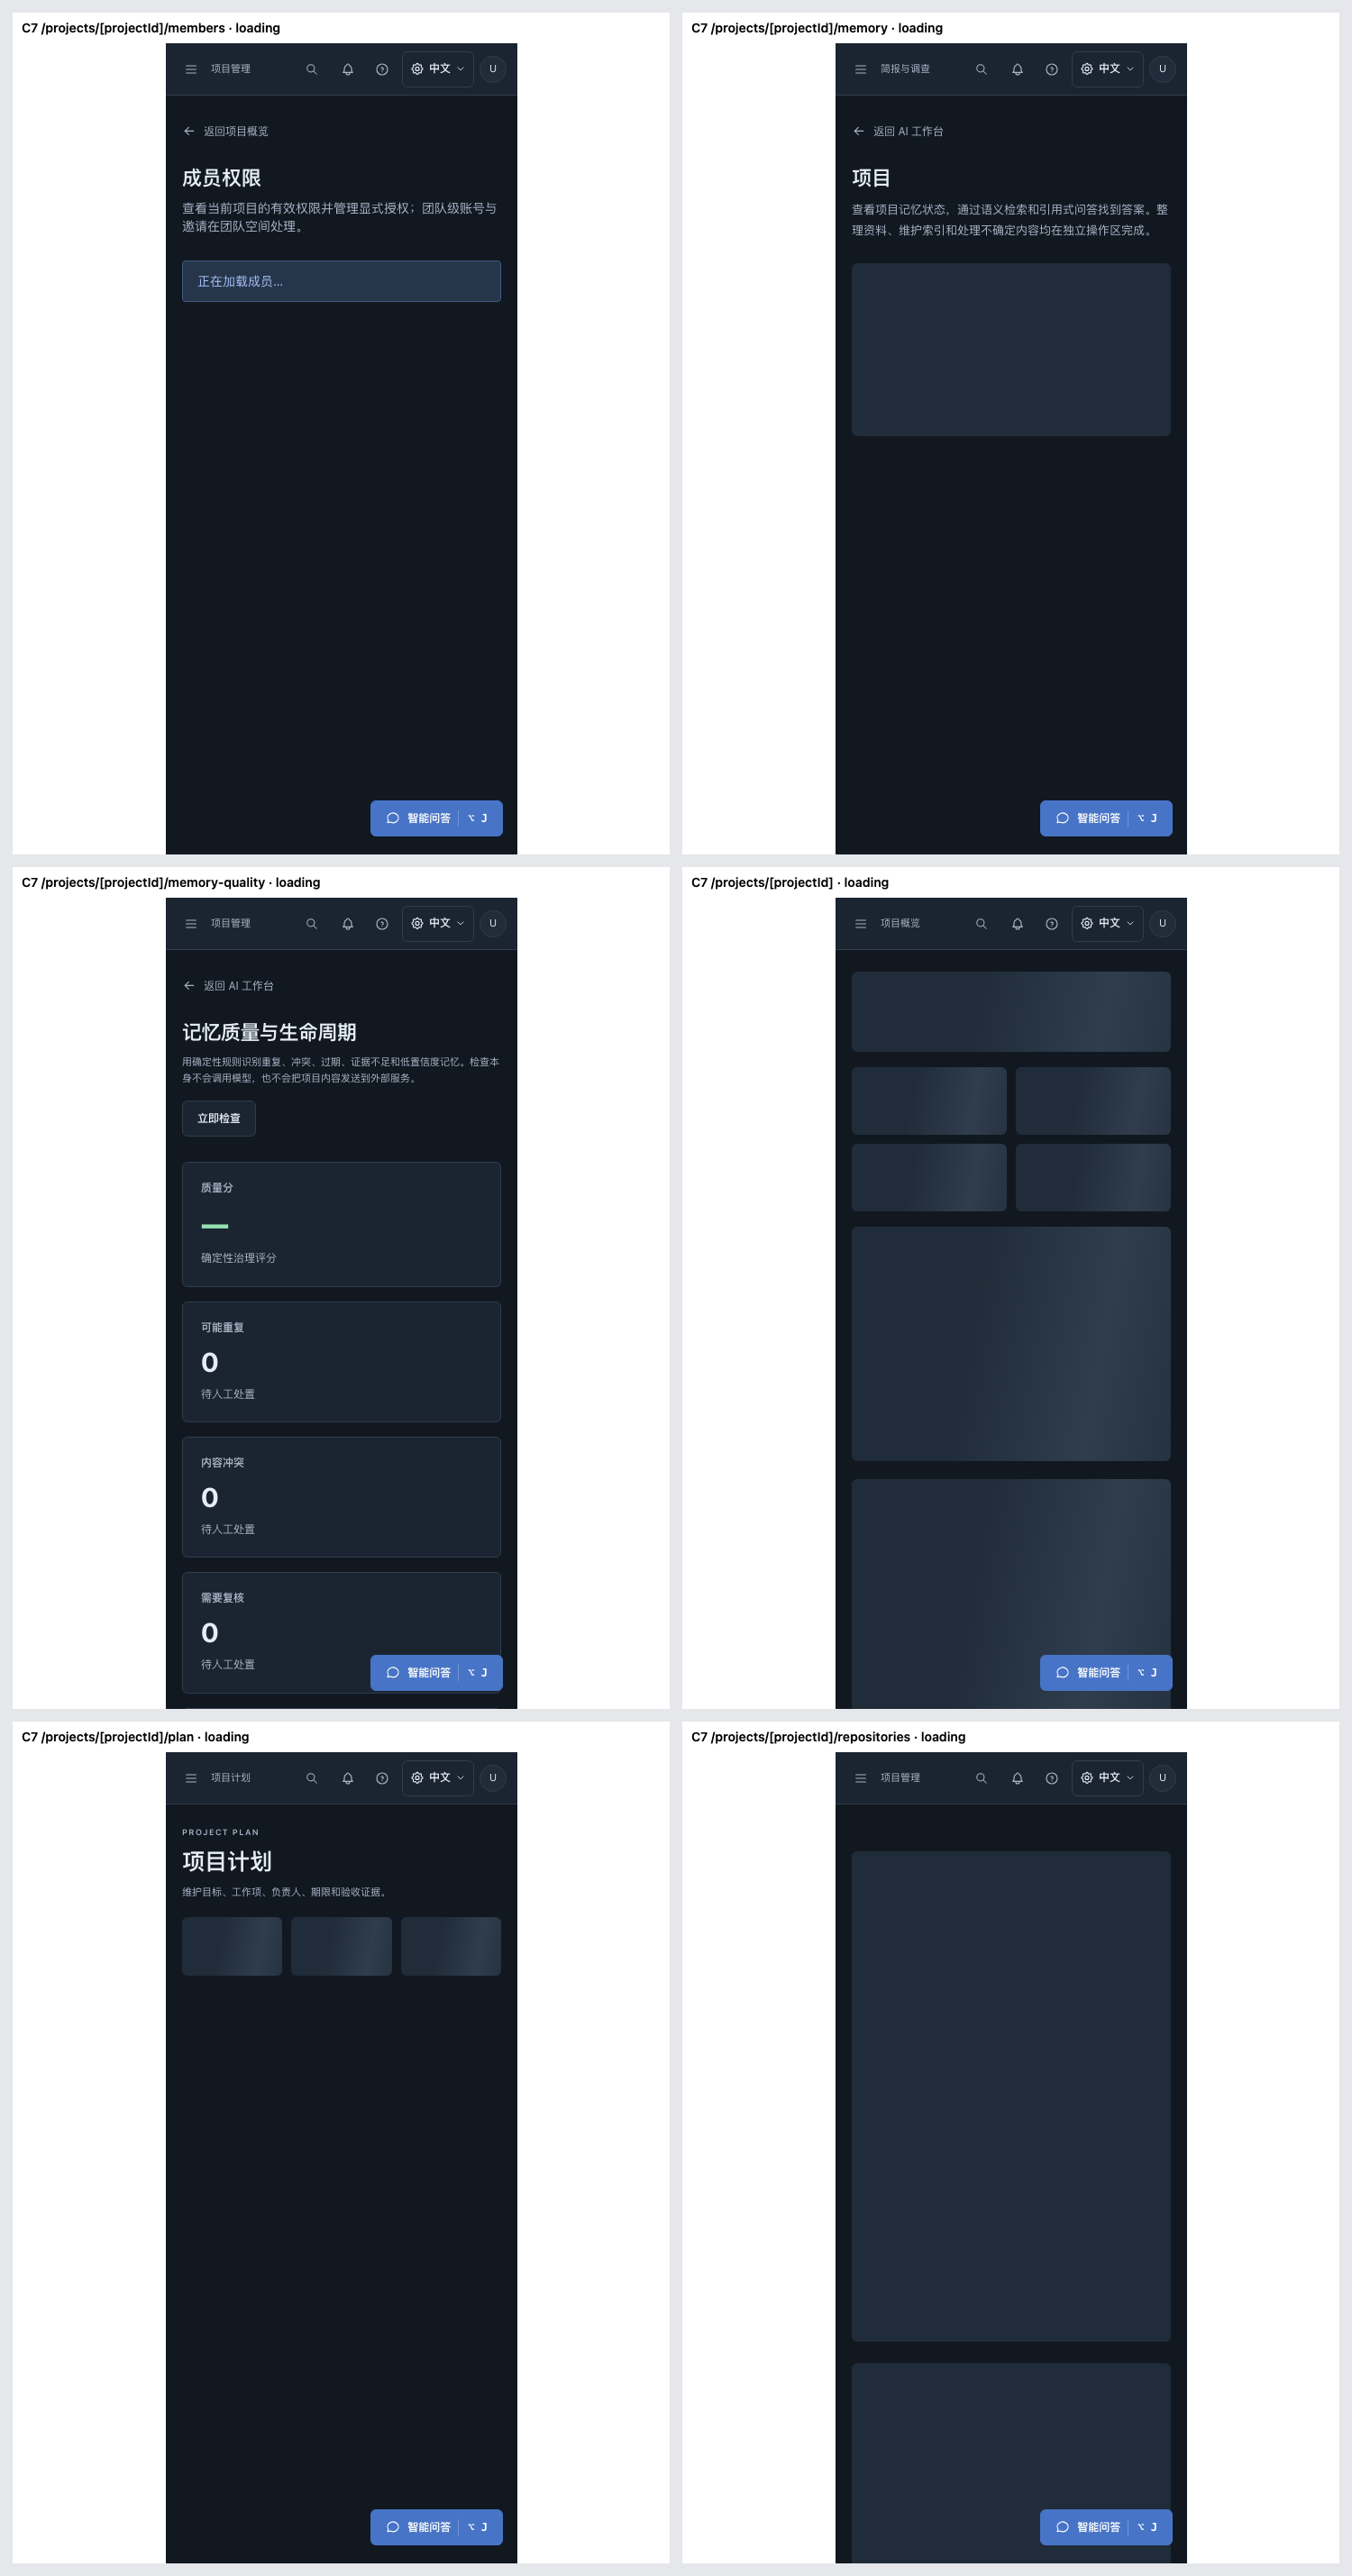 C7 /projects/[projectId]/members · loading
项目管理
中文
U
返回项目概览
成员权限
查看当前项目的有效权限并管理显式授权；团队级账号与
邀请在团队空间处理。
正在加载成员...
智能问答 ⌥ J
C7 /projects/[projectId]/memory · loading
简报与调查
中文
U
返回 AI 工作台
项目
查看项目记忆状态，通过语义检索和引用式问答找到答案。整
理资料、维护索引和处理不确定内容均在独立操作区完成。
智能问答 ⌥ J
C7 /projects/[projectId]/memory-quality · loading
项目管理
中文
U
返回 AI 工作台
记忆质量与生命周期
用确定性规则识别重复、冲突、过期、证据不足和低置信度记忆。检查本
身不会调用模型，也不会把项目内容发送到外部服务。
立即检查
质量分
—
确定性治理评分
可能重复
0
待人工处置
内容冲突
0
待人工处置
需要复核
0
待人工处置
智能问答 ⌥ J
C7 /projects/[projectId] · loading
项目概览
中文
U
智能问答 ⌥ J
C7 /projects/[projectId]/plan · loading
项目计划
中文
U
PROJECT PLAN
项目计划
维护目标、工作项、负责人、期限和验收证据。
智能问答 ⌥ J
C7 /projects/[projectId]/repositories · loading
项目管理
中文
U
智能问答 ⌥ J